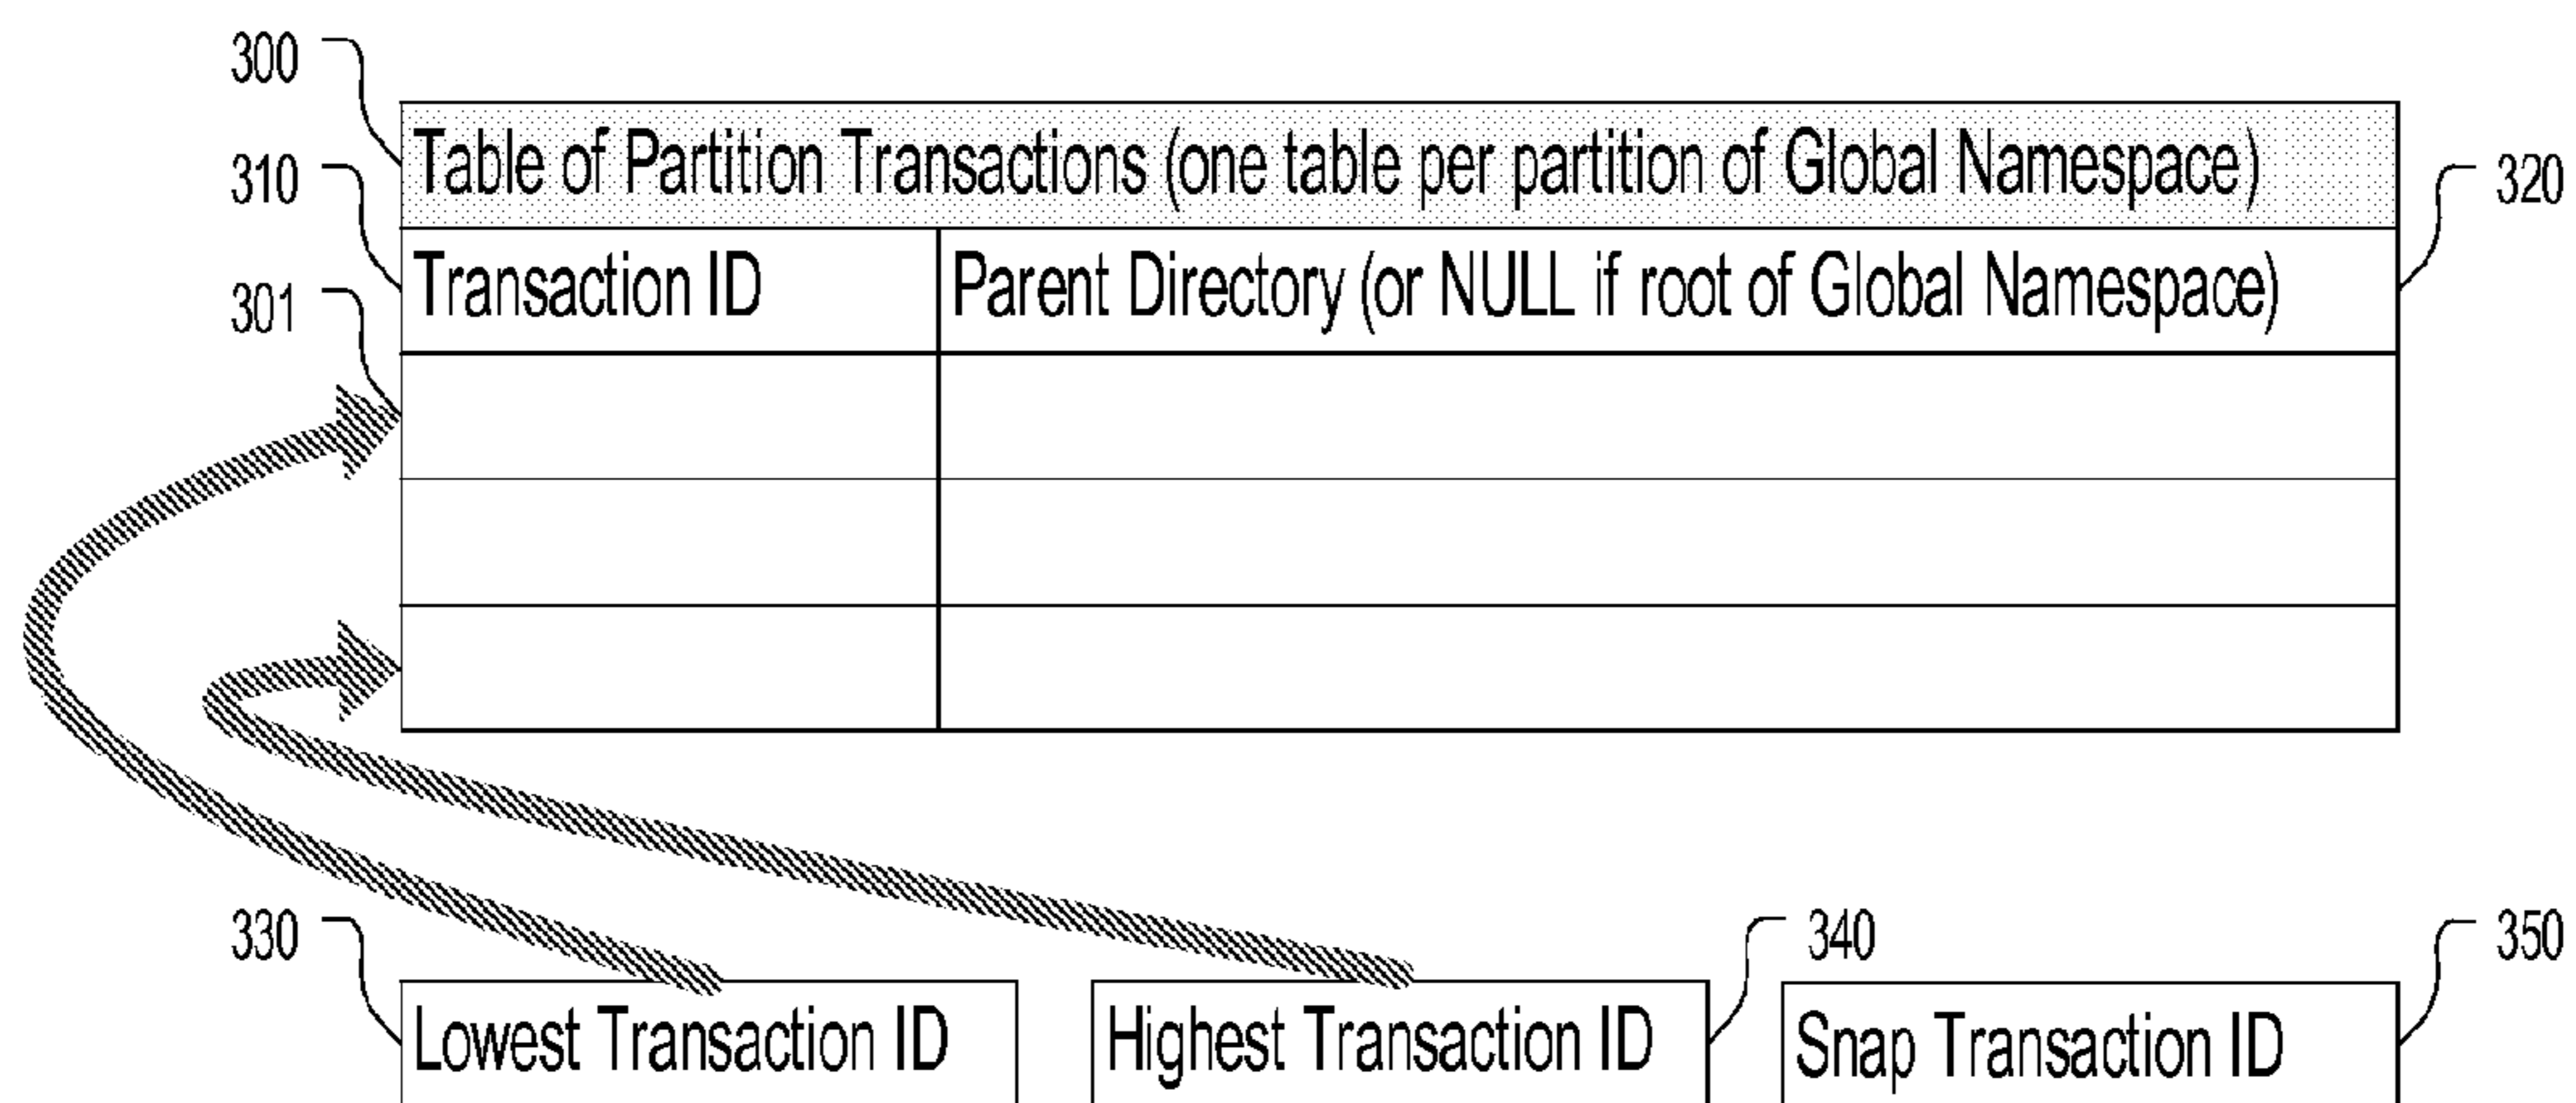 300
Table of Partition Transactions (one table per partition of Global Namespace)
310
320
Transaction ID
Parent Directory (or NULL if root of Global Namespace)
301
330
340
350
Lowest Transaction ID
Highest Transaction ID
Snap Transaction ID